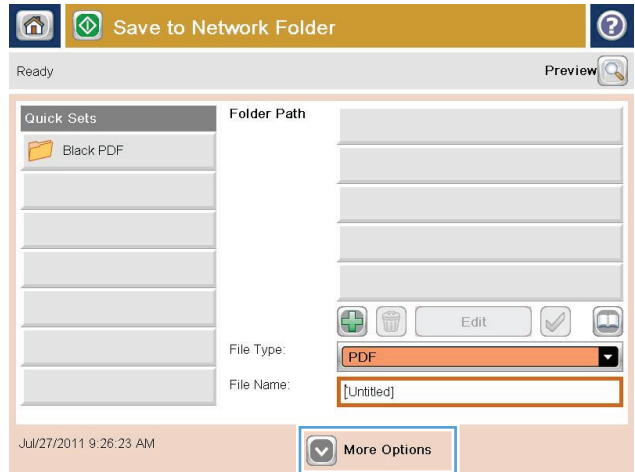 Save to Network Folder
Ready
Preview
Quick Sets
Black PDF
Folder Path
Edit
File Type:
PDF
File Name:
[Untitled]
Jul/27/2011 9:26:23 AM
More Options